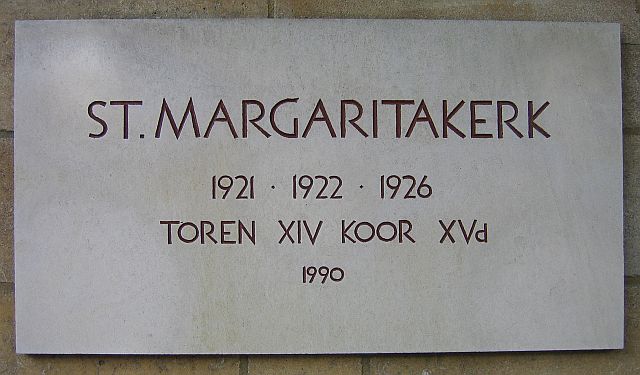 ST. MARGARITAKERK
1921 · 1922 · 1926
TOREN XIV KOOR XVd
1990